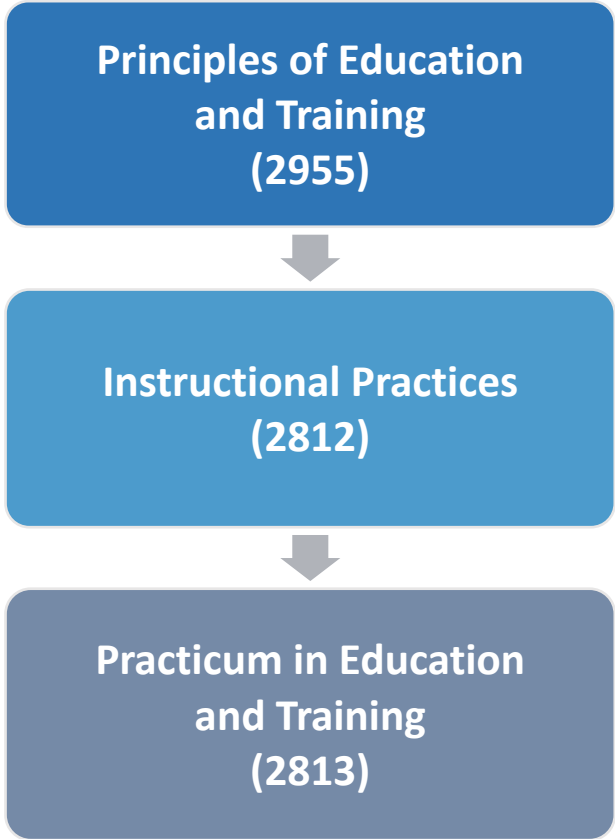 Principles of Education
and Training
(2955)
Instructional Practices
(2812)
Practicum in Education
and Training
(2813)